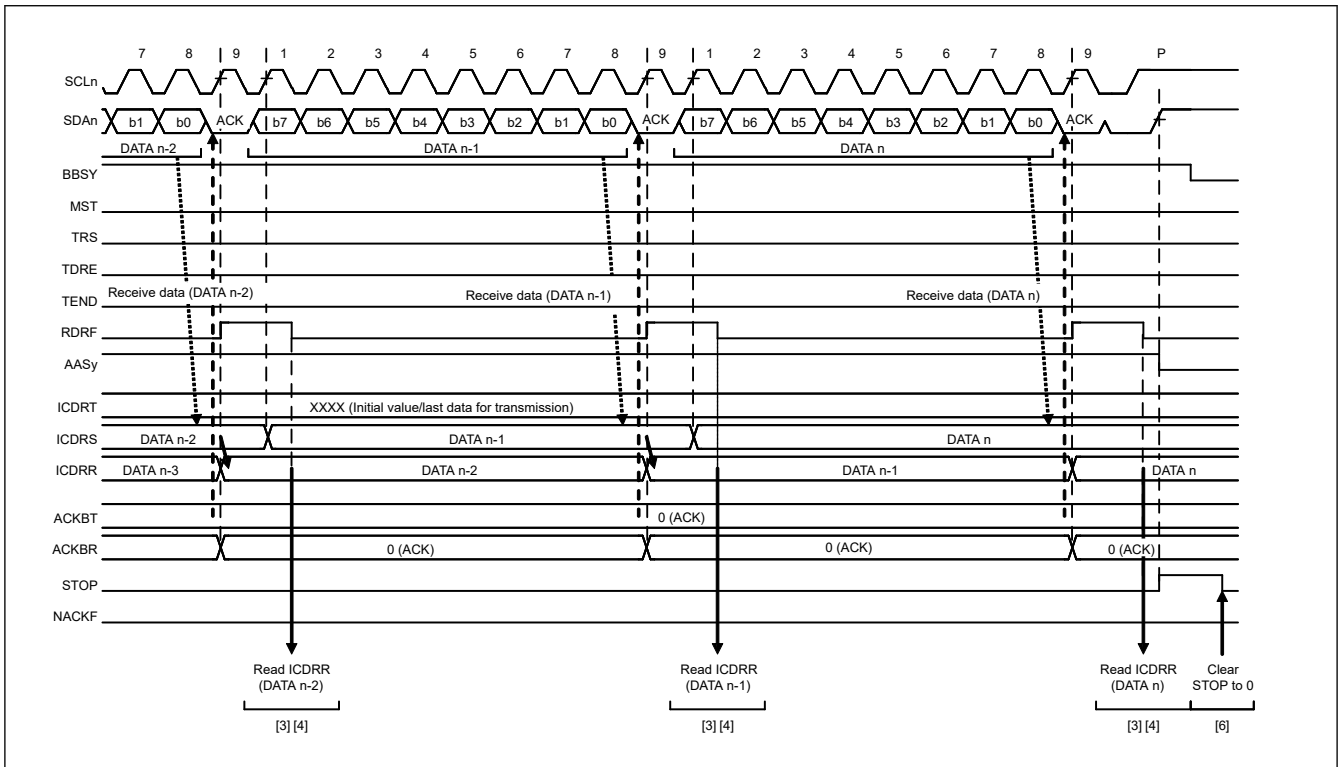 7 8 9 1 2 3 4 5 6 7 8 9 1 2 3 4 5 6 7 8 9 P
SCLn
SDAn b1 b0 ACK b7 b6 b5 b4 b3 b2 b1 b0 ACK b7 b6 b5 b4 b3 b2 b1 b0 ACK
DATA n-2 DATA n-1 DATA n
BBSY
MST
TRS
TDRE
Receive data (DATA n-2) Receive data (DATA n-1) Receive data (DATA n)
TEND
RDRF
AASy
ICDRT XXXX (Initial value/last data for transmission)
ICDRS DATA n-2 DATA n-1 DATA n
ICDRR DATA n-3 DATA n-2 DATA n-1 DATA n
ACKBT 0 (ACK)
ACKBR 0 (ACK) 0 (ACK) 0 (ACK)
STOP
NACKF
Read ICDRR
(DATA n-2)
[3] [4]
Read ICDRR
(DATA n-1)
[3] [4]
Read ICDRR
(DATA n)
[3] [4]
Clear
STOP to 0
[6]